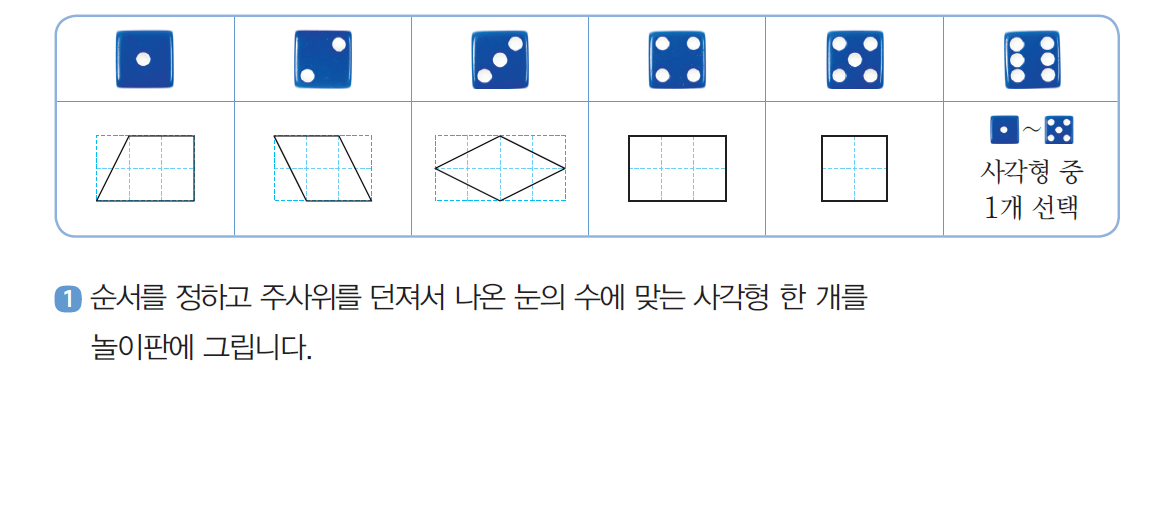 ~
사각형 중
1개 선택
1 순서를 정하고 주사위를 던져서 나온 눈의 수에 맞는 사각형 한 개를
놀이판에 그립니다.